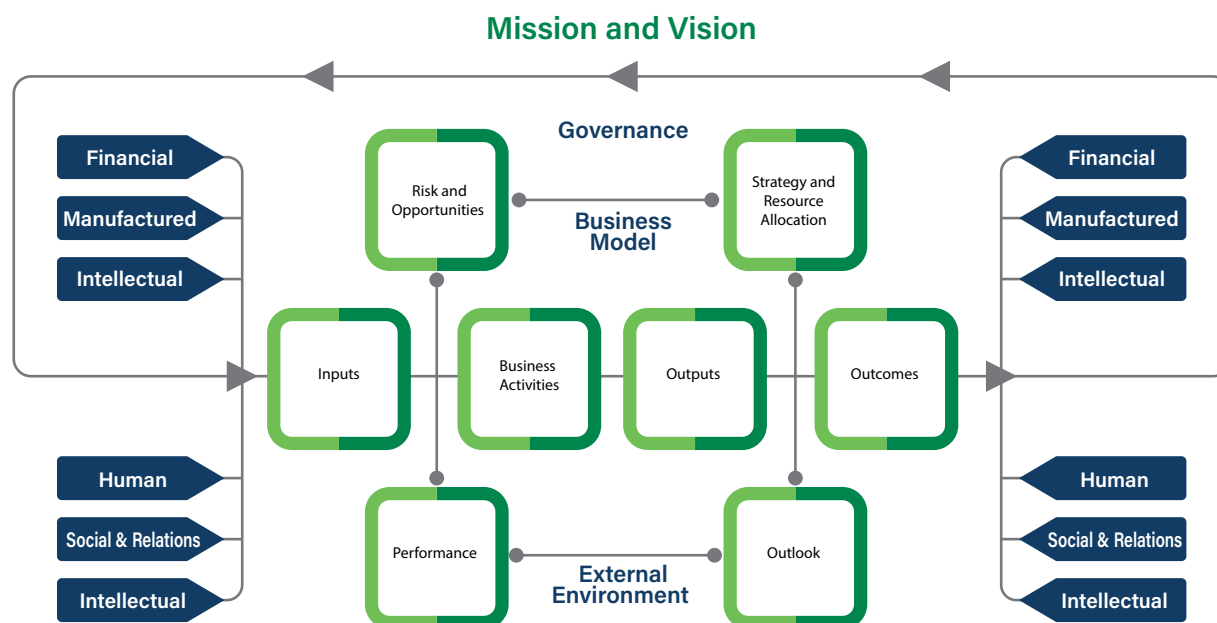 Mission and Vision
Governance
Financial
Manufactured
Intellectual
Risk and
Opportunities
Business
Model
Strategy and
Resource
Allocation
Financial
Manufactured
Intellectual
Inputs
Business
Activities
Outputs
Outcomes
Human
Social & Relations
Intellectual
Performance
External
Environment
Outlook
Human
Social & Relations
Intellectual